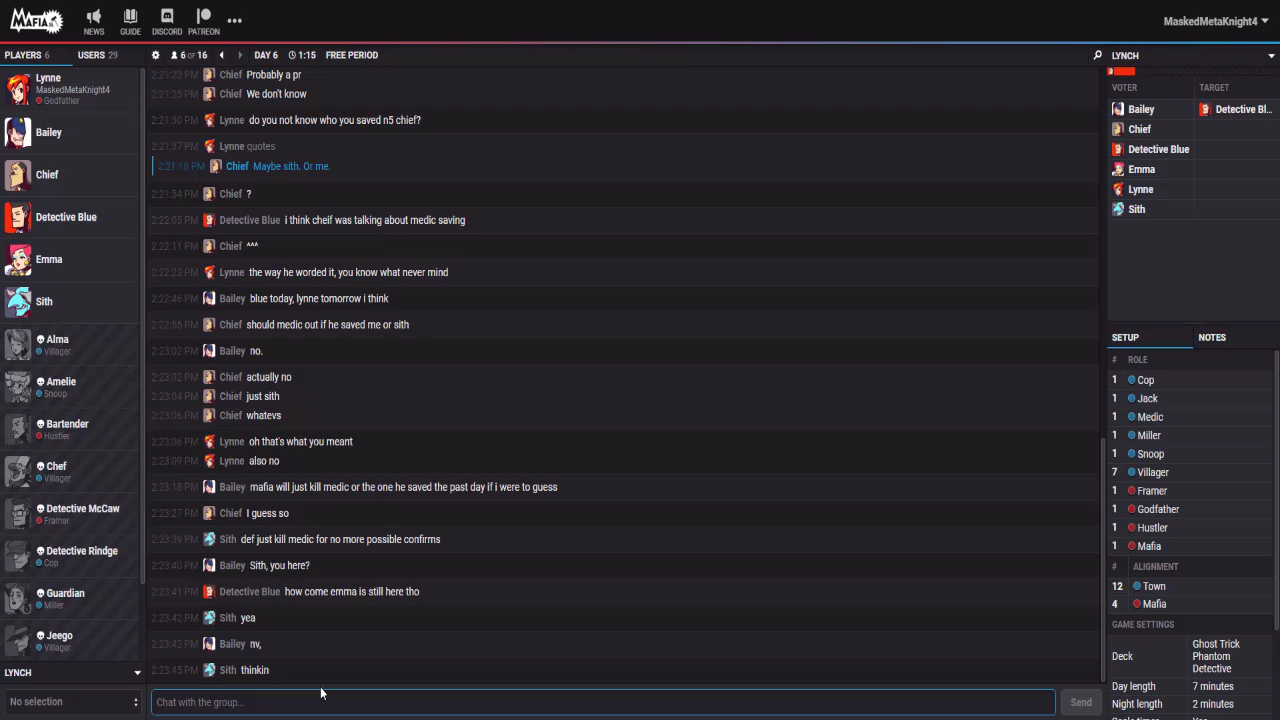 MAFIA
NEWS
GUIDE
DISCORD
PATREON
MaskedMetaKnight4
PLAYERS 6
USERS 29
6 of 16
DAY 6
1:15
FREE PERIOD
LYNCH
Lynne
MaskedMetaKnight4
Godfather
Bailey
Chief
Detective Blue
Emma
Sith
Alma
Villager
Amelie
Snoop
Bartender
Hustler
Chef
Villager
Detective McCaw
Framer
Detective Rindge
Cop
Guardian
Miller
Jeego
Villager
LYNCH
No selection
2:21:23 PM Chief Probably a pr
2:21:25 PM Chief We don't know
2:21:30 PM Lynne do you not know who you saved n5 chief?
2:21:37 PM Lynne quotes
2:21:18 PM Chief Maybe sith. Or me.
2:21:54 PM Chief ?
2:22:05 PM Detective Blue i think cheif was talking about medic saving
2:22:11 PM Chief ^^^
2:22:22 PM Lynne the way he worded it, you know what never mind
2:22:46 PM Bailey blue today, lynne tomorrow i think
2:22:55 PM Chief should medic out if he saved me or sith
2:23:02 PM Bailey no.
2:23:02 PM Chief actually no
2:23:04 PM Chief just sith
2:23:06 PM Chief whatevs
2:23:06 PM Lynne oh that's what you meant
2:23:09 PM Lynne also no
2:23:18 PM Bailey mafia will just kill medic or the one he saved the past day if i were to guess
2:23:27 PM Chief I guess so
2:23:39 PM Sith def just kill medic for no more possible confirms
2:23:40 PM Bailey Sith, you here?
2:23:41 PM Detective Blue how come emma is still here tho
2:23:42 PM Sith yea
2:23:42 PM Bailey nv,
2:23:45 PM Sith thinkin
Chat with the group...
Send
VOTER TARGET
Bailey Detective Bl...
Chief
Detective Blue
Emma
Lynne
Sith
SETUP NOTES
# ROLE
1 Cop
1 Jack
1 Medic
1 Miller
1 Snoop
7 Villager
1 Framer
1 Godfather
1 Hustler
1 Mafia
# ALIGNMENT
12 Town
4 Mafia
GAME SETTINGS
Deck Ghost Trick Phantom Detective
Day length 7 minutes
Night length 2 minutes